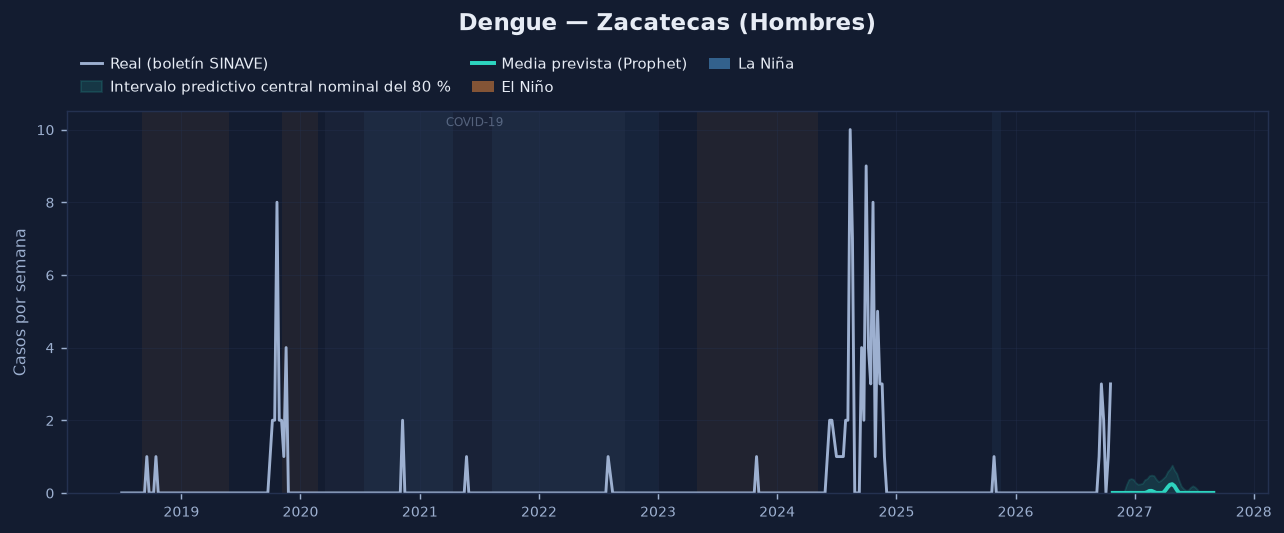 Dengue — Zacatecas (Hombres)
Real (boletín SINAVE)
Media prevista (Prophet)
La Niña
Intervalo predictivo central nominal del 80 %
El Niño
COVID-19
Casos por semana
10
8
6
4
2
0
2019 2020 2021 2022 2023 2024 2025 2026 2027 2028